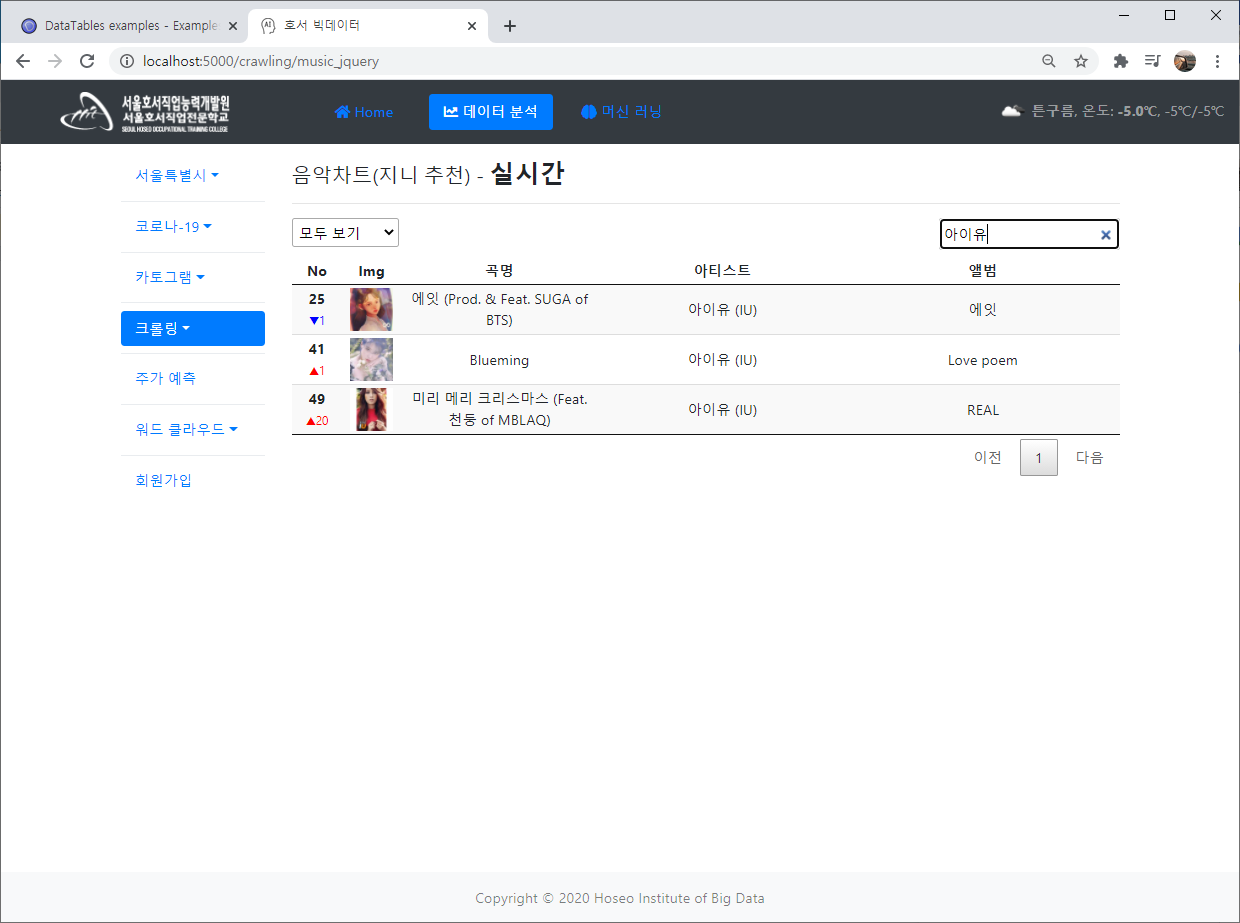 DataTables examples - Example
호서 빅데이터
localhost:5000/crawling/music_jquery
서울호서직업능력개발원
서울호서직업전문학교
SEOUL HOSEO OCCUPATIONAL TRAINING COLLEGE
Home
데이터 분석
머신 러닝
튼구름, 온도: -5.0℃, -5℃/-5℃
서울특별시
코로나-19
카토그램
크롤링
주가 예측
워드 클라우드
회원가입
음악차트(지니 추천) - 실시간
모두 보기
아이유
No Img 곡명 아티스트 앨범
25 에잇 (Prod. & Feat. SUGA of 아이유 (IU) 에잇
▼1 BTS)
41 Blueming 아이유 (IU) Love poem
▲1
49 미리 메리 크리스마스 (Feat. 아이유 (IU) REAL
▲20 천둥 of MBLAQ)
이전 1 다음
Copyright © 2020 Hoseo Institute of Big Data